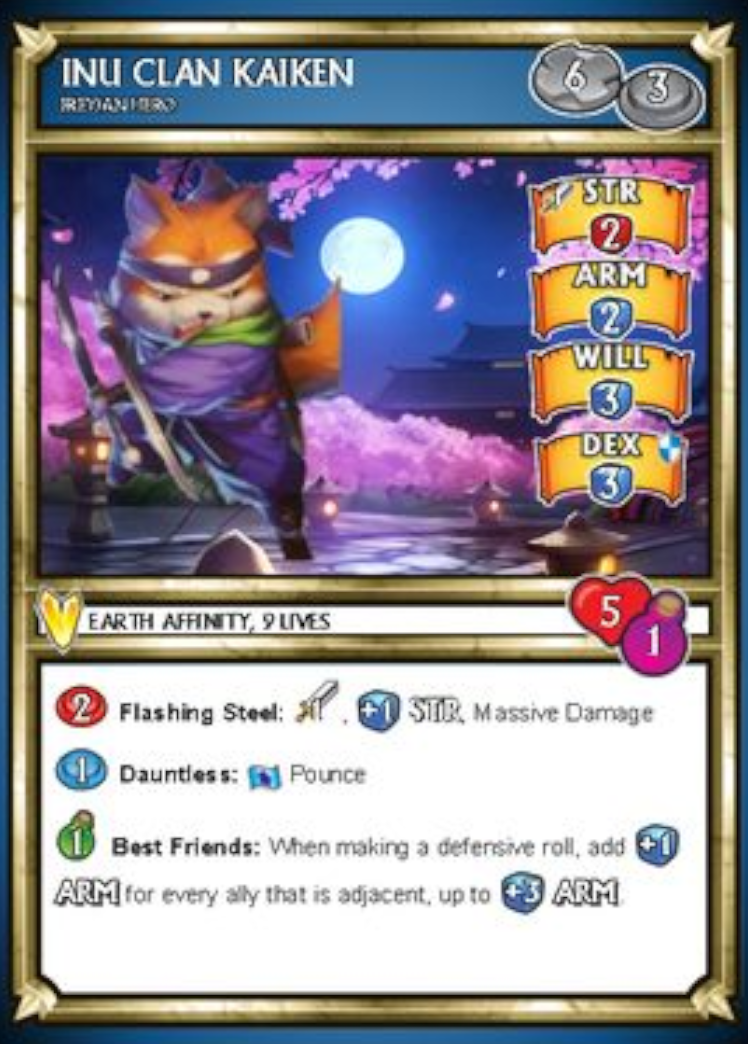 INU CLAN KAIKEN
6 3
FREYJAN HERO
STR
2
ARM
2
WILL
3
DEX
3
EARTH AFFINITY, 9 LIVES
5
1
2 Flashing Steel: , +1 STR, Massive Damage
1 Dauntless: Pounce
1 Best Friends: When making a defensive roll, add +1
ARM for every ally that is adjacent, up to +3 ARM.